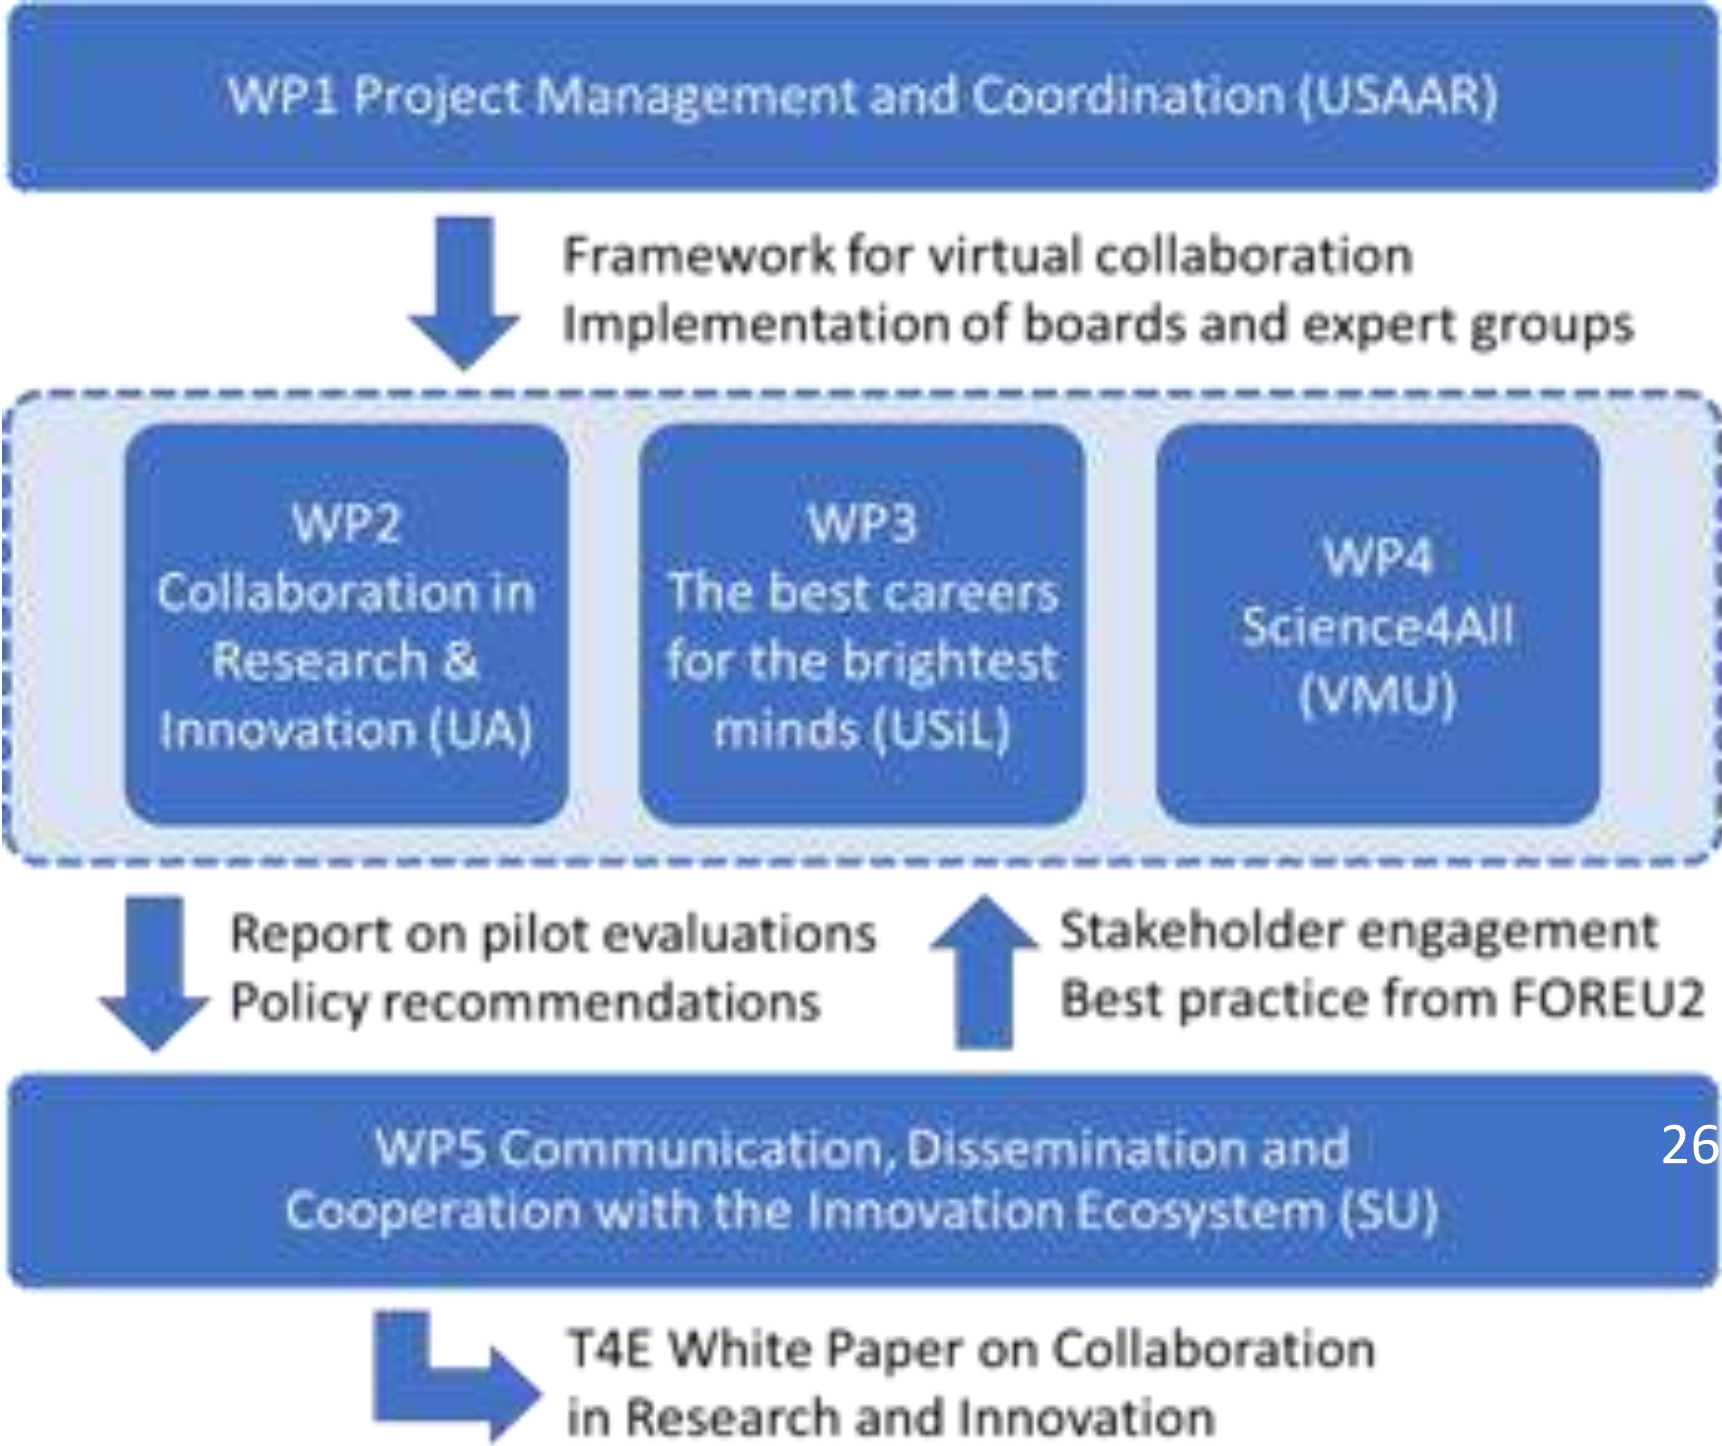 WP1 Project Management and Coordination (USAAR)
Framework for virtual collaboration
Implementation of boards and expert groups
WP2
Collaboration in
Research &
Innovation (UA)
WP3
The best careers
for the brightest
minds (USiL)
WP4
Science4All
(VMU)
Report on pilot evaluations
Policy recommendations
Stakeholder engagement
Best practice from FOREU2
WP5 Communication, Dissemination and
Cooperation with the Innovation Ecosystem (SU)
26
T4E White Paper on Collaboration
in Research and Innovation